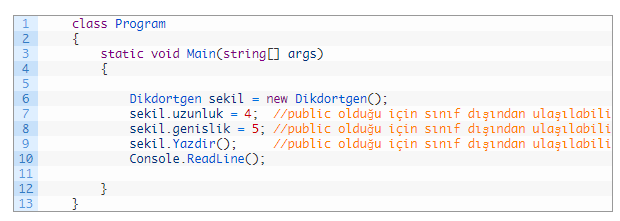 1 class Program
2 {
3 static void Main(string[] args)
4 {
5
6 Dikdortgen sekil = new Dikdortgen();
7 sekil.uzunluk = 4; //public olduğu için sınıf dışından ulaşılabili
8 sekil.genislik = 5; //public olduğu için sınıf dışından ulaşılabili
9 sekil.Yazdir(); //public olduğu için sınıf dışından ulaşılabili
10 Console.ReadLine();
11
12 }
13 }